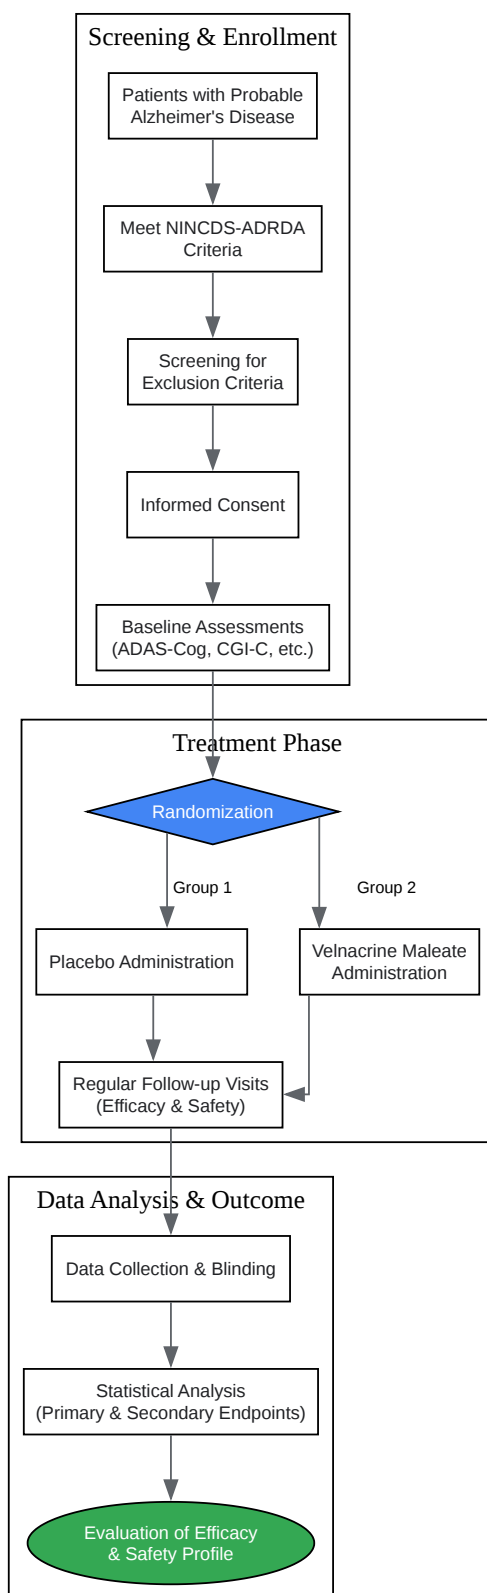 Screening & Enrollment
Patients with Probable
Alzheimer's Disease
Meet NINCDS-ADRDA
Criteria
Screening for
Exclusion Criteria
Informed Consent
Baseline Assessments
(ADAS-Cog, CGI-C, etc.)
Treatment Phase
Randomization
Group 1
Group 2
Placebo Administration
Velnacrine Maleate
Administration
Regular Follow-up Visits
(Efficacy & Safety)
Data Analysis & Outcome
Data Collection & Blinding
Statistical Analysis
(Primary & Secondary Endpoints)
Evaluation of Efficacy
& Safety Profile